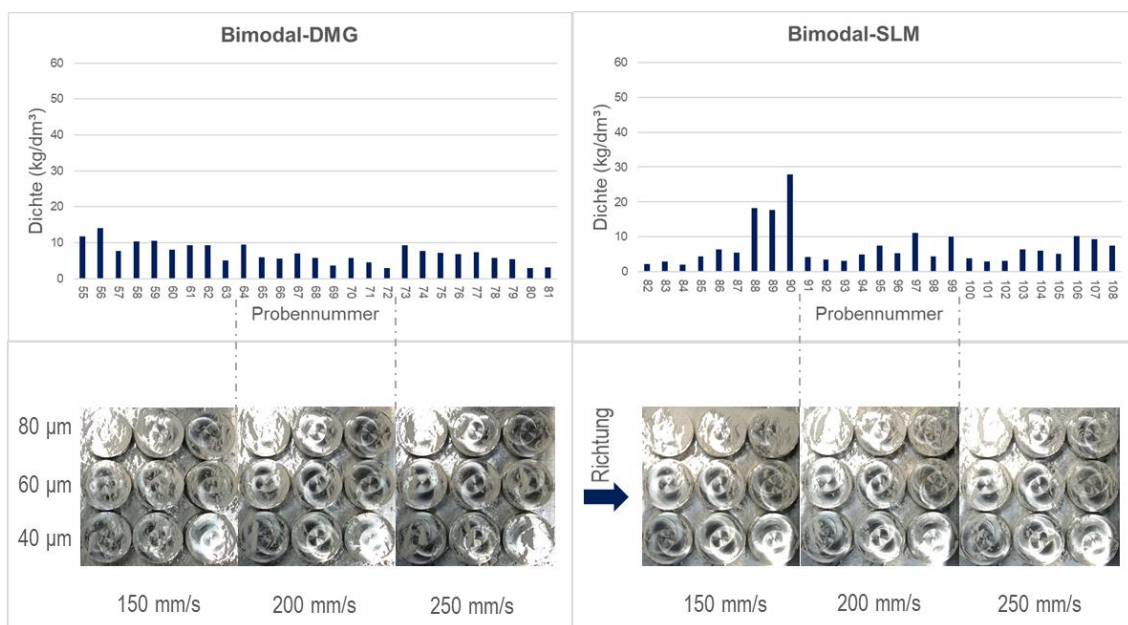 Bimodal-DMG
Dichte (kg/dm³)
60
50
40
30
20
10
0
55 56 57 58 59 60 61 62 63 64 65 66 67 68 69 70 71 72 73 74 75 76 77 78 79 80 81
Probennummer
Bimodal-SLM
Dichte (kg/dm³)
60
50
40
30
20
10
0
82 83 84 85 86 87 88 89 90 91 92 93 94 95 96 97 98 99 100 101 102 103 104 105 106 107 108
Probennummer
80 µm
60 µm
40 µm
150 mm/s 200 mm/s 250 mm/s
Richtung
150 mm/s 200 mm/s 250 mm/s